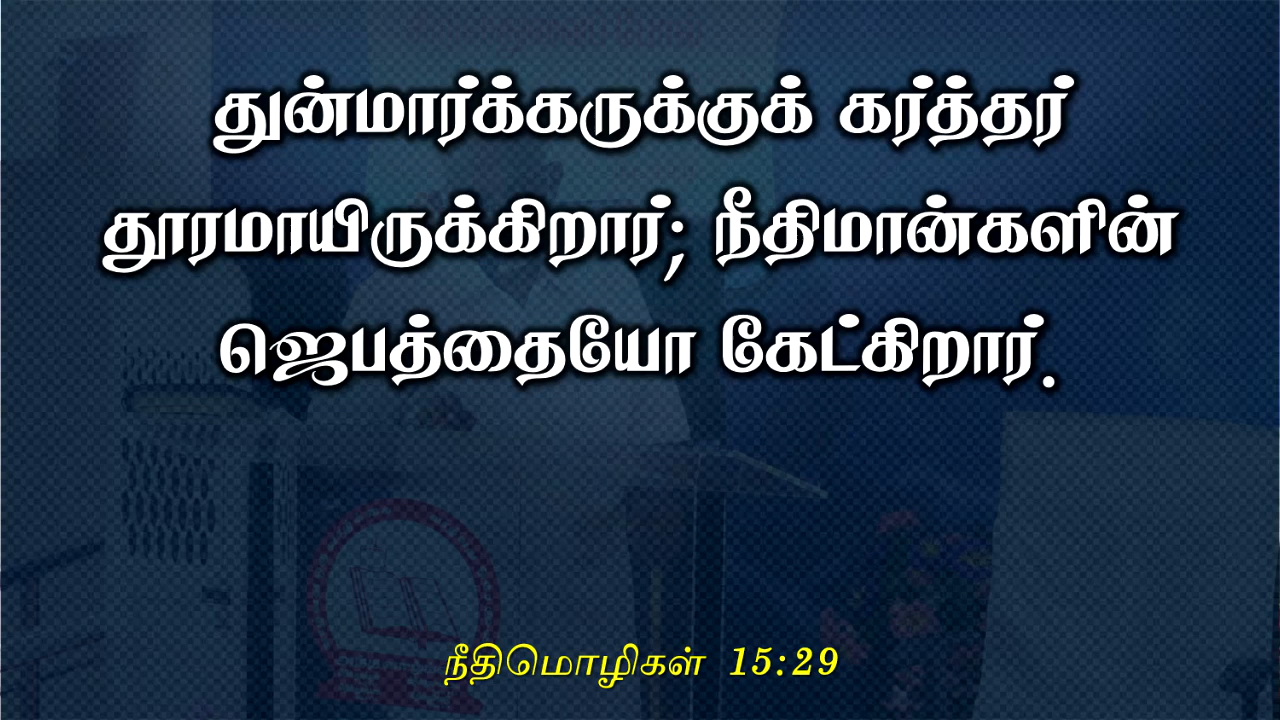 துன்மார்க்கருக்குக் கர்த்தர்
தூரமாயிருக்கிறார்; நீதிமான்களின்
ஜெபத்தையோ கேட்கிறார்.
நீதிமொழிகள் 15:29